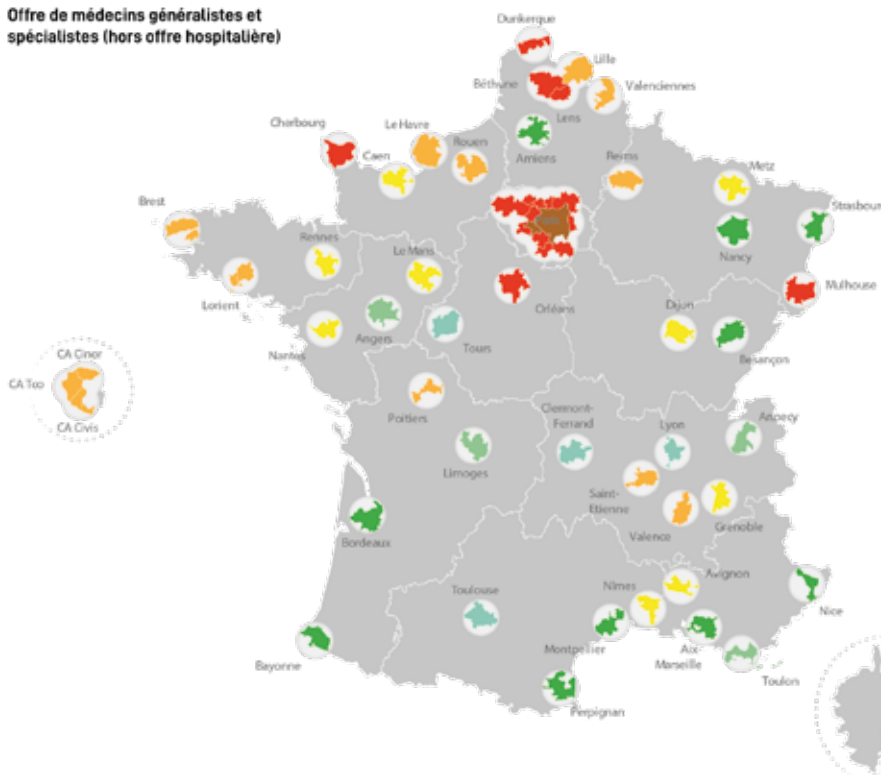 Offre de médecins généralistes et
spécialistes (hors offre hospitalière)
Dunkerque
Lille
Béthune
Valenciennes
Lens
Cherbourg
Le Havre
Rouen
Caen
Amiens
Reims
Metz
Brest
Strasbour
Rennes
Le Mans
Nancy
Mulhouse
Lorient
Orléans
Dijon
Angers
Nantes
Tours
Besançon
CA Cinor
CA Tco
CA Civis
Poitiers
Clermont-
Ferrand
Lyon
Annecy
Limoges
Saint-
Etienne
Grenoble
Valence
Bordeaux
Avignon
Toulouse
Nîmes
Nice
Montpellier
Aix-
Marseille
Bayonne
Toulon
Perpignan